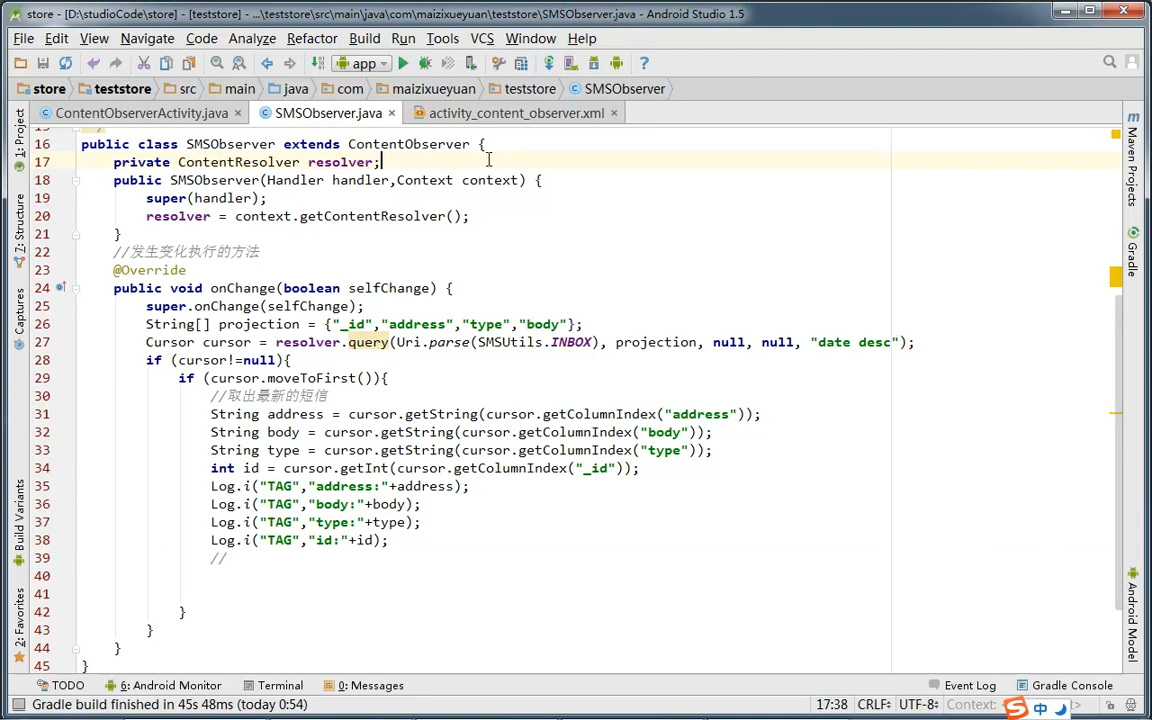 store - [D:\studioCode\store] - [teststore] - ...\teststore\src\main\java\com\maizixueyuan\teststore\SMSObserver.java - Android Studio 1.5
File Edit View Navigate Code Analyze Refactor Build Run Tools VCS Window Help
app
store teststore src main java com maizixueyuan teststore SMSObserver
ContentObserverActivity.java × SMSObserver.java × activity_content_observer.xml ×
1: Project
7: Structure
Captures
Build Variants
2: Favorites
15 */
16 public class SMSObserver extends ContentObserver {
17 private ContentResolver resolver;
18 public SMSObserver(Handler handler,Context context) {
19 super(handler);
20 resolver = context.getContentResolver();
21 }
22 //发生变化执行的方法
23 @Override
24 public void onChange(boolean selfChange) {
25 super.onChange(selfChange);
26 String[] projection = {"_id","address","type","body"};
27 Cursor cursor = resolver.query(Uri.parse(SMSUtils.INBOX), projection, null, null, "date desc");
28 if (cursor!=null){
29 if (cursor.moveToFirst()){
30 //取出最新的短信
31 String address = cursor.getString(cursor.getColumnIndex("address"));
32 String body = cursor.getString(cursor.getColumnIndex("body"));
33 String type = cursor.getString(cursor.getColumnIndex("type"));
34 int id = cursor.getInt(cursor.getColumnIndex("_id"));
35 Log.i("TAG","address:"+address);
36 Log.i("TAG","body:"+body);
37 Log.i("TAG","type:"+type);
38 Log.i("TAG","id:"+id);
39 //
40
41
42 }
43 }
44 }
45 }
Maven Projects
Gradle
Android Model
TODO 6: Android Monitor Terminal 0: Messages Event Log Gradle Console
Gradle build finished in 45s 48ms (today 0:54) 17:38 CRLF UTF-8 Context: 中